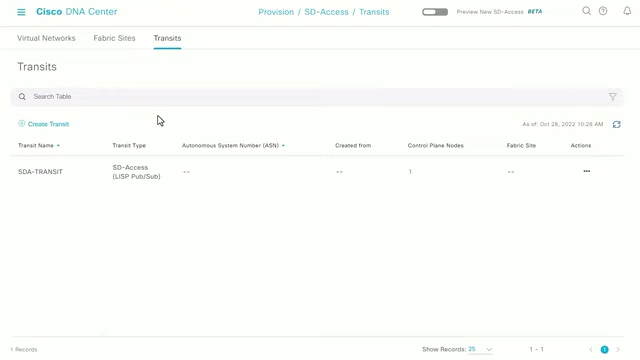 Cisco DNA Center
Provision / SD-Access / Transits
Preview New SD-Access BETA
Virtual Networks
Fabric Sites
Transits
Transits
Search Table
Create Transit
As of: Oct 28, 2022 10:28 AM
Transit Name
Transit Type
Autonomous System Number (ASN)
Created from
Control Plane Nodes
Fabric Site
Actions
SDA-TRANSIT
SD-Access
(LISP Pub/Sub)
--
--
1
--
•••
1 Records
Show Records: 25
1 - 1
1